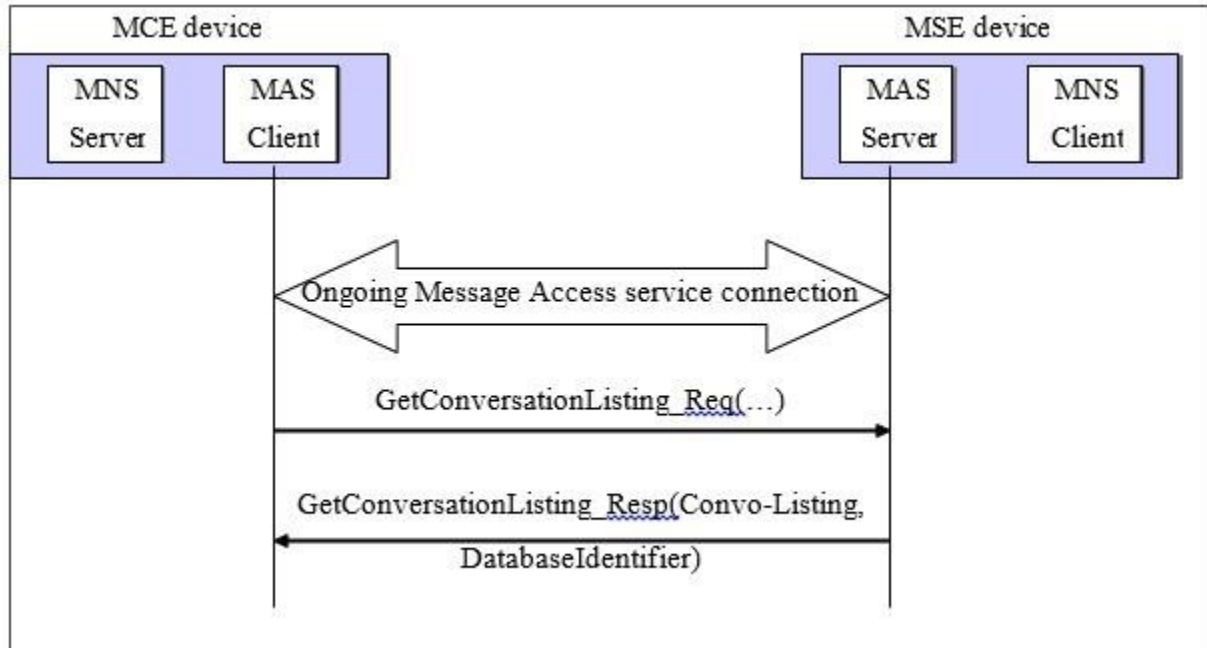 MCE device
MSE device
MNS
Server
MAS
Client
MAS
Server
MNS
Client
Ongoing Message Access service connection
GetConversationListing_Req(…)
GetConversationListing_Resp(Convo-Listing,
DatabaseIdentifier)